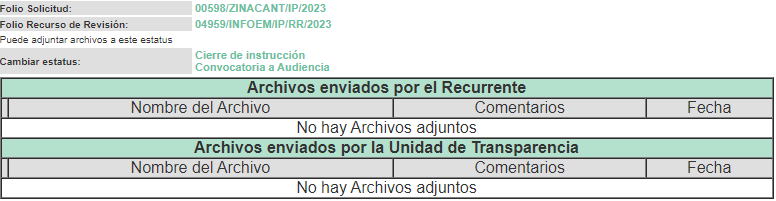 Folio Solicitud: 00598/ZINACANT/IP/2023
Folio Recurso de Revisión: 04959/INFOEM/IP/RR/2023
Puede adjuntar archivos a este estatus
Cambiar estatus: Cierre de instrucción
Convocatoria a Audiencia
Archivos enviados por el Recurrente
Nombre del Archivo Comentarios Fecha
No hay Archivos adjuntos
Archivos enviados por la Unidad de Transparencia
Nombre del Archivo Comentarios Fecha
No hay Archivos adjuntos